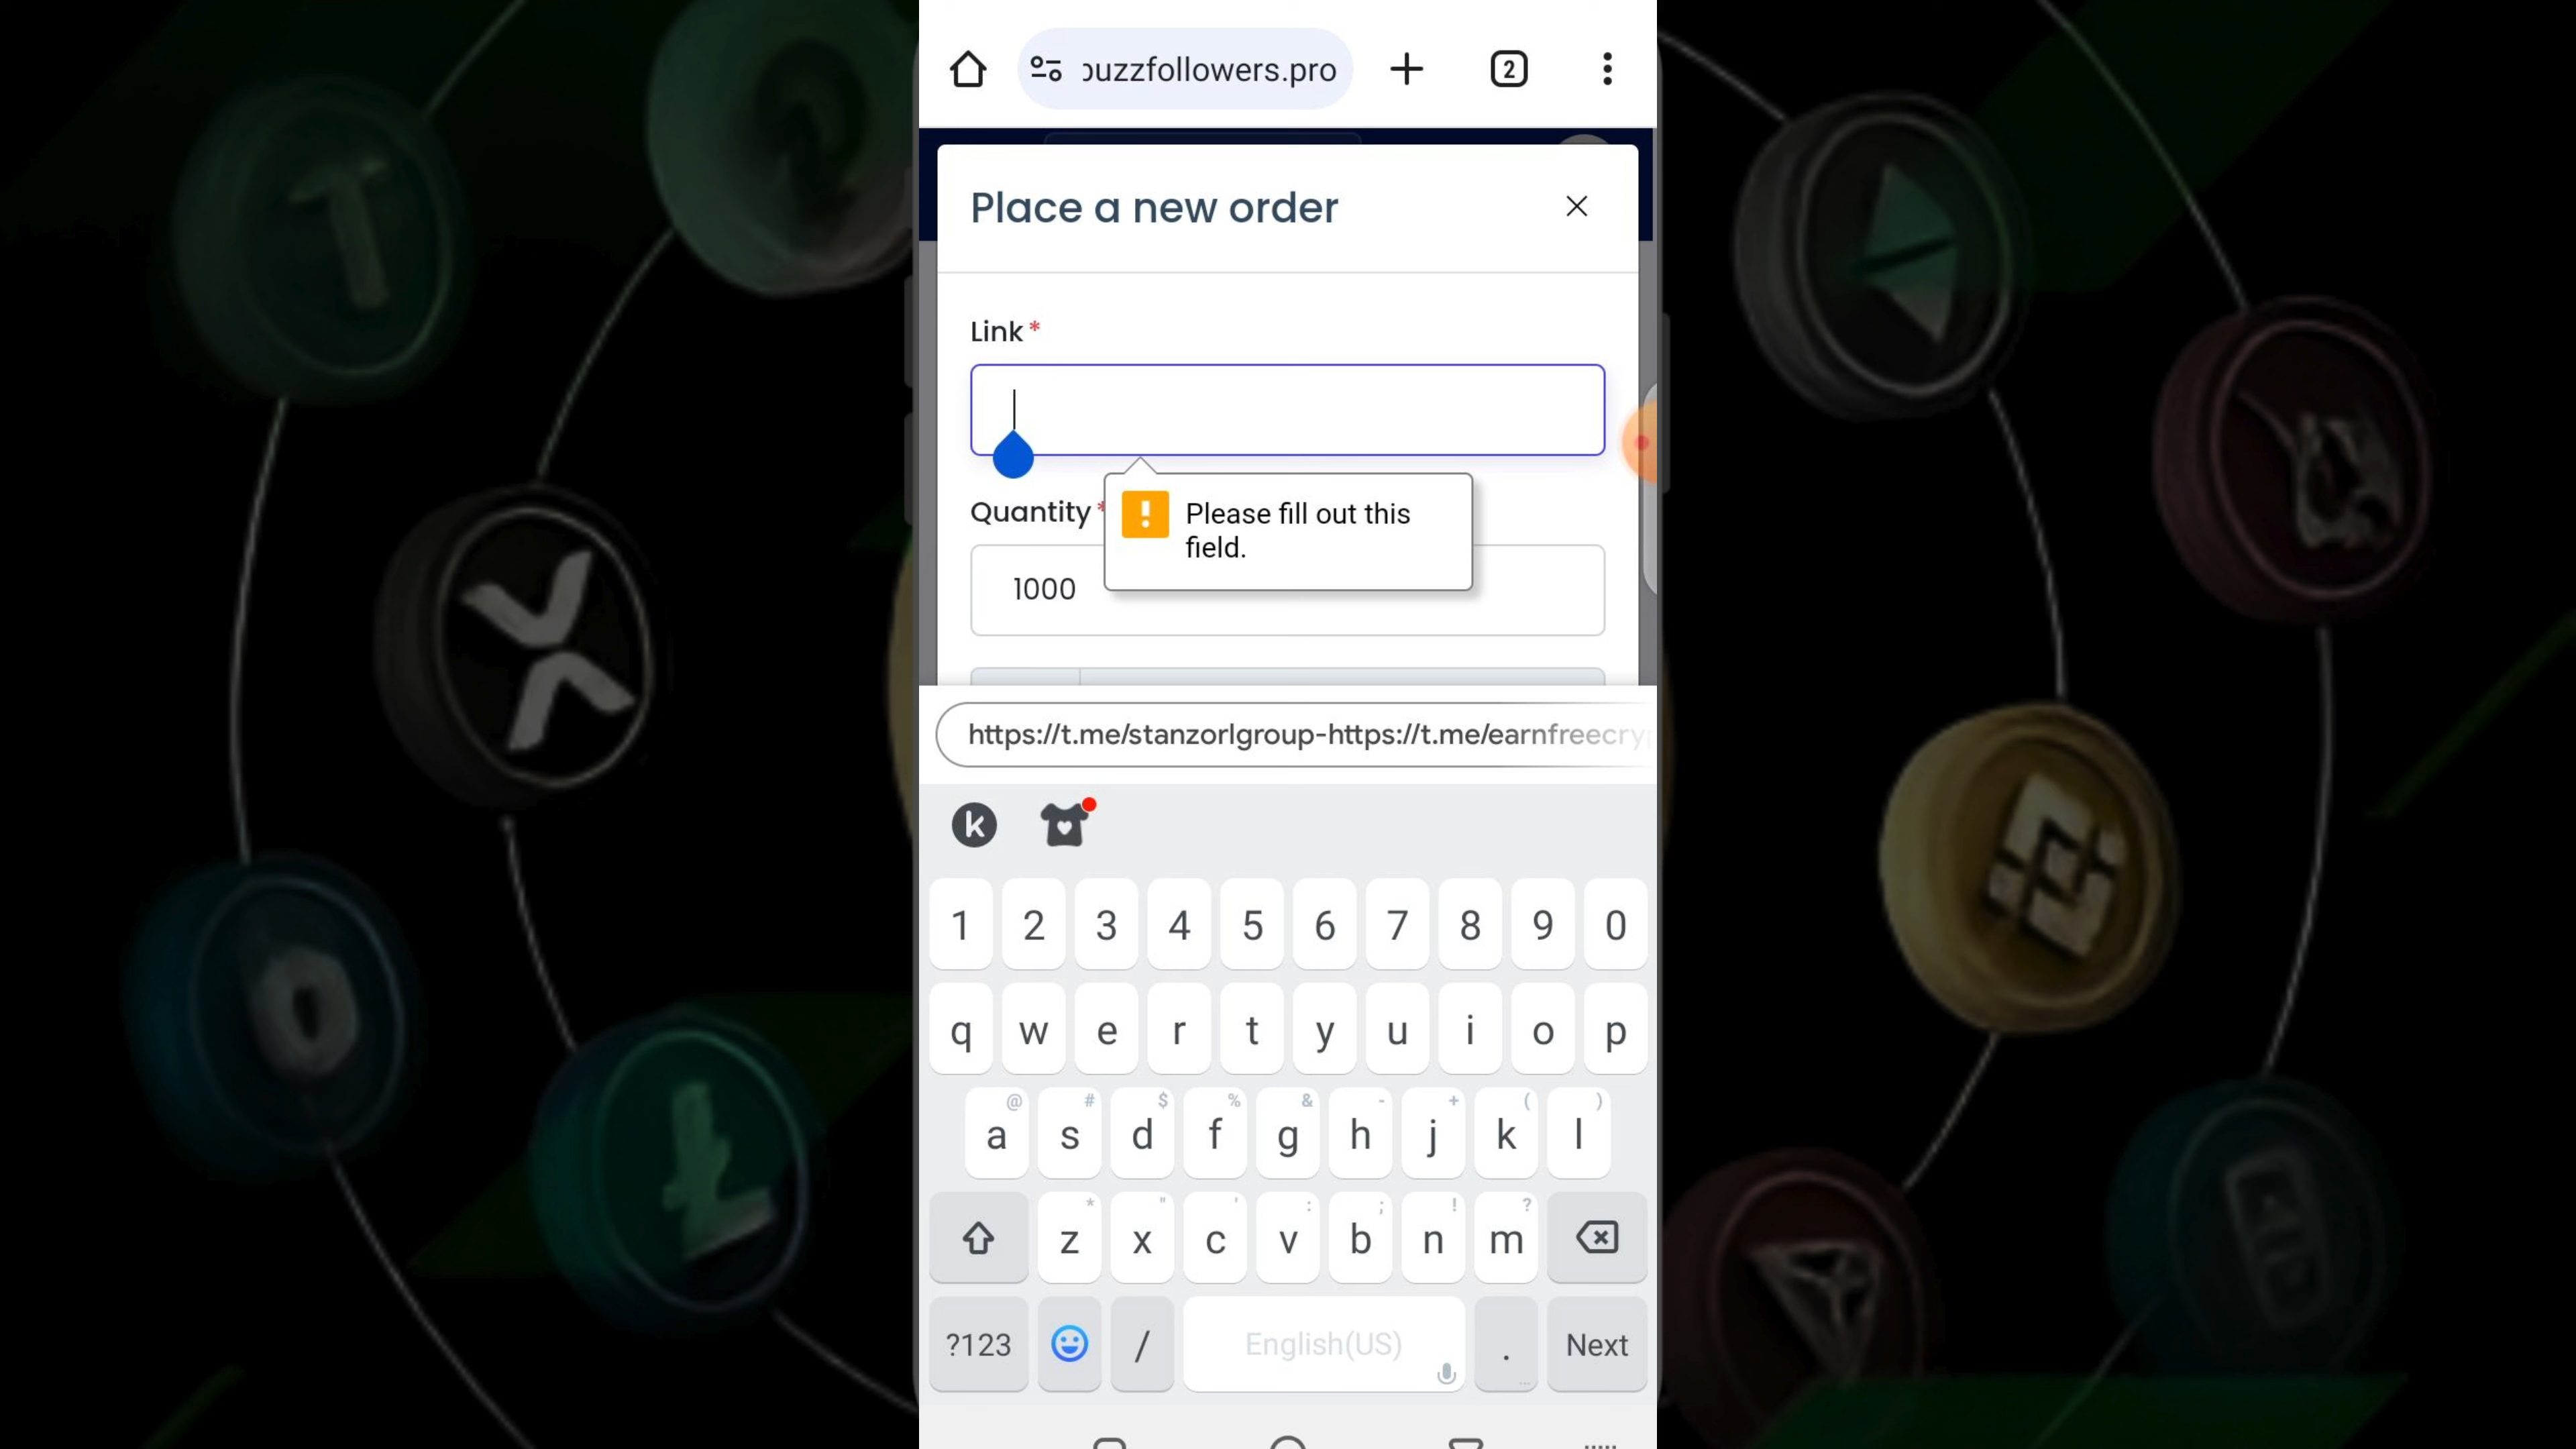 buzzfollowers.pro
2
Place a new order
Link *
Quantity *
Please fill out this
field.
1000
https://t.me/stanzorlgroup-https://t.me/earnfreecry
k
1 2 3 4 5 6 7 8 9 0
q w e r t y u i o p
@ # $ % & - + ( )
a s d f g h j k l
* " ' : ; ! ?
z x c v b n m
?123 / English(US) . Next